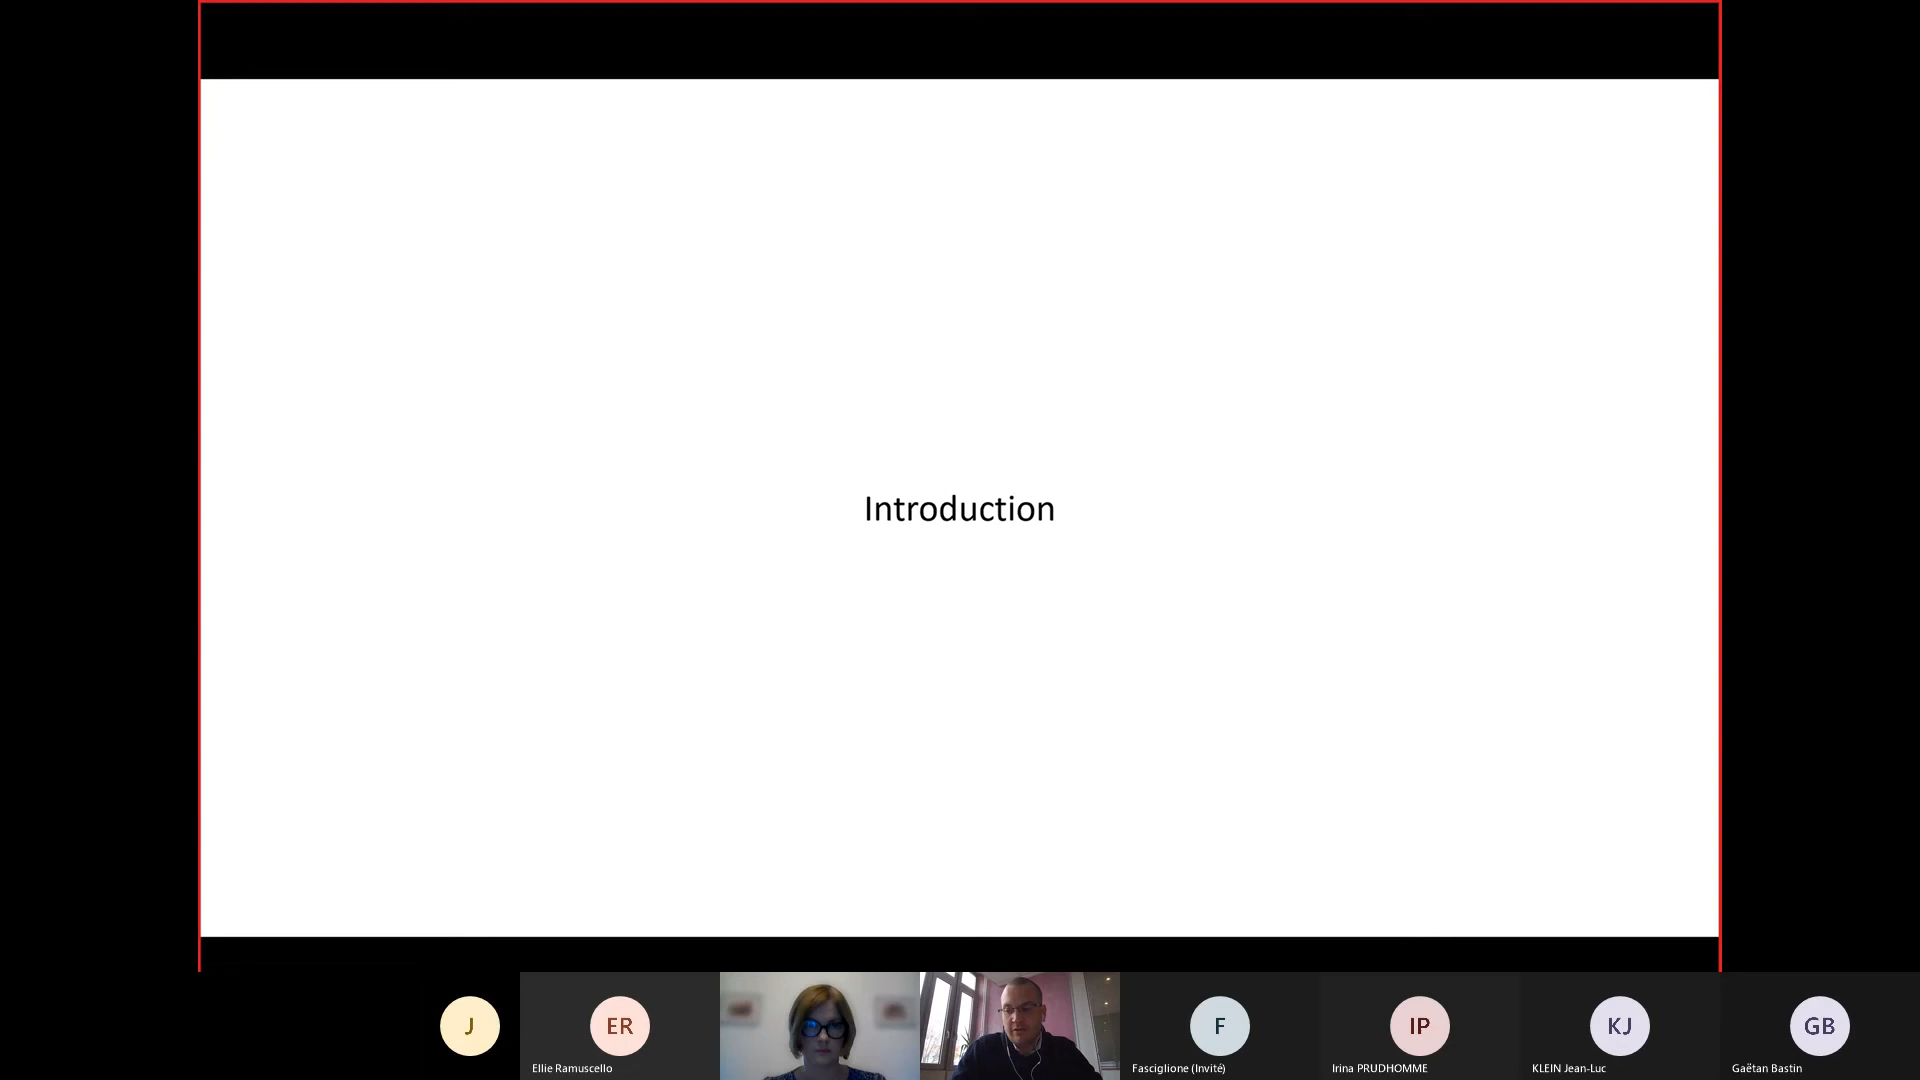 Introduction
J
ER
F
IP
KJ
GB
Ellie Ramuscello
Fasciglione (Invité)
Irina PRUDHOMME
KLEIN Jean-Luc
Gaëtan Bastin